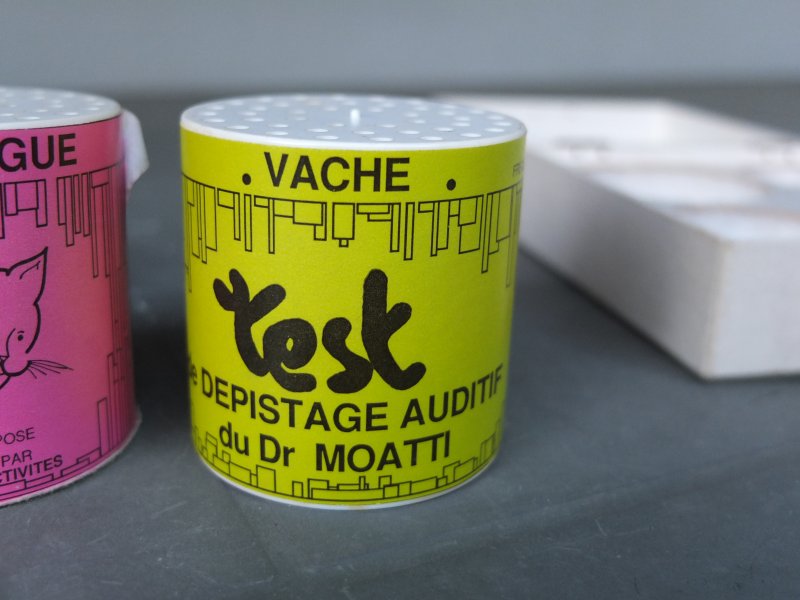 GUE
POSE
PAR
CTIVITES
• VACHE •
Test
de DEPISTAGE AUDITIF
du Dr MOATTI